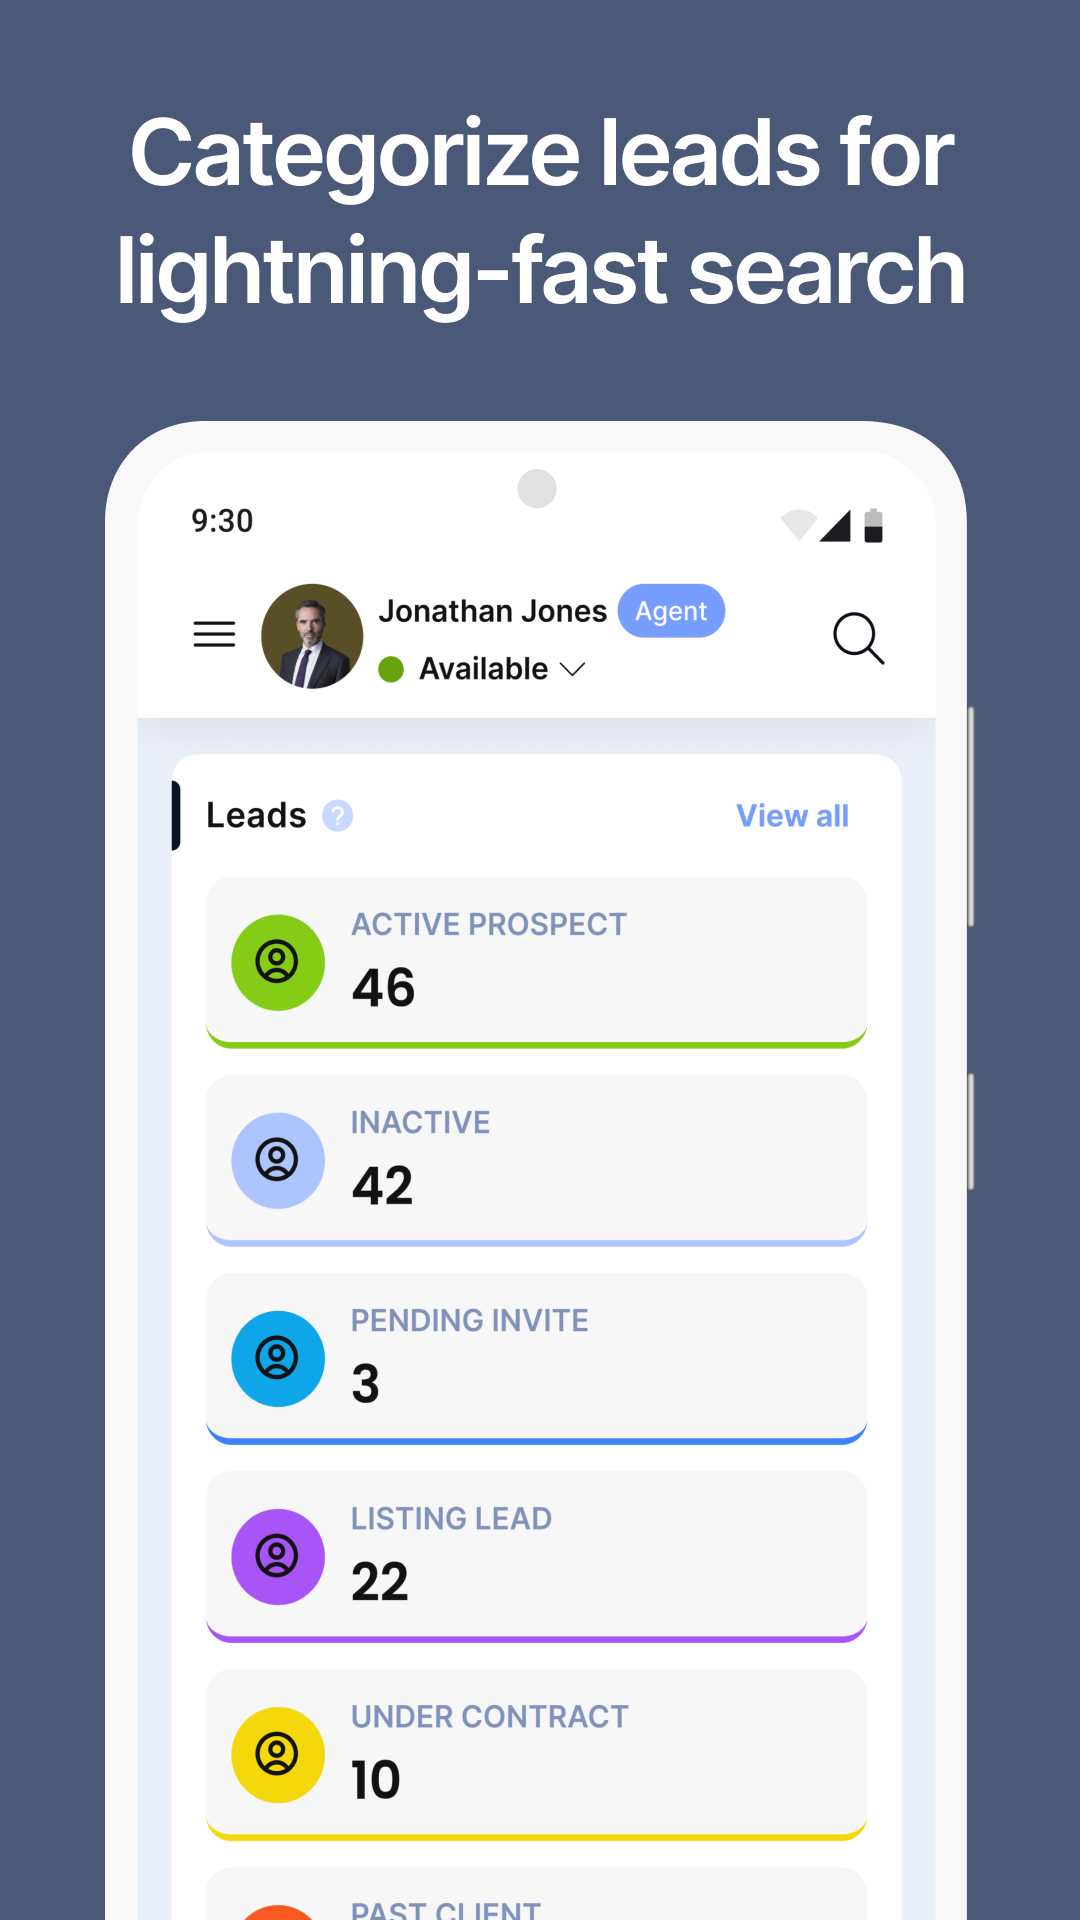 Categorize leads for
lightning-fast search
9:30
Jonathan Jones Agent
Available
Leads ? View all
ACTIVE PROSPECT
46
INACTIVE
42
PENDING INVITE
3
LISTING LEAD
22
UNDER CONTRACT
10
PAST CLIENT